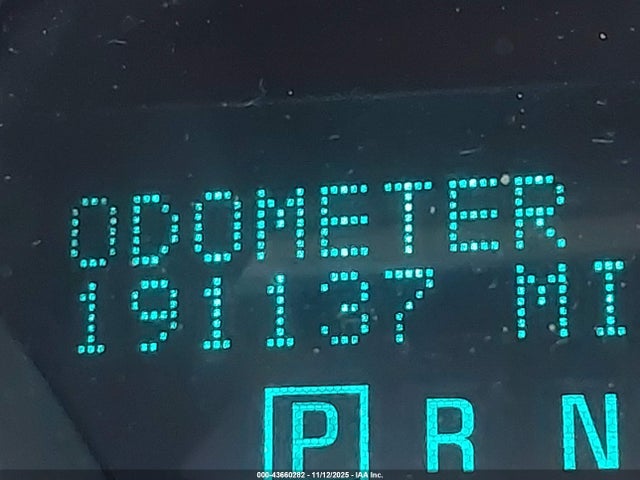 ODOMETER
191137 MI
P R N
000-43660282 - 11/12/2025 - IAA Inc.